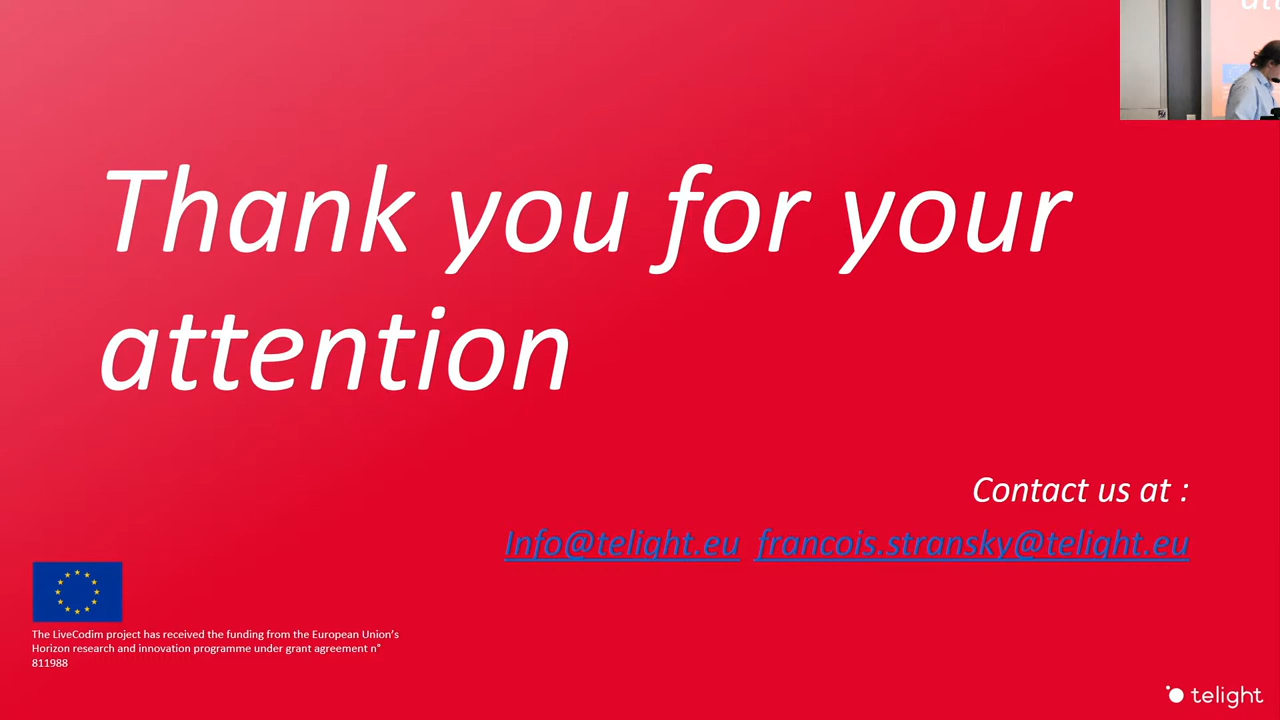 Thank you for your
attention
Contact us at :
Info@telight.eu francois.stransky@telight.eu
The LiveCodim project has received the funding from the European Union's
Horizon research and innovation programme under grant agreement n°
811988
telight